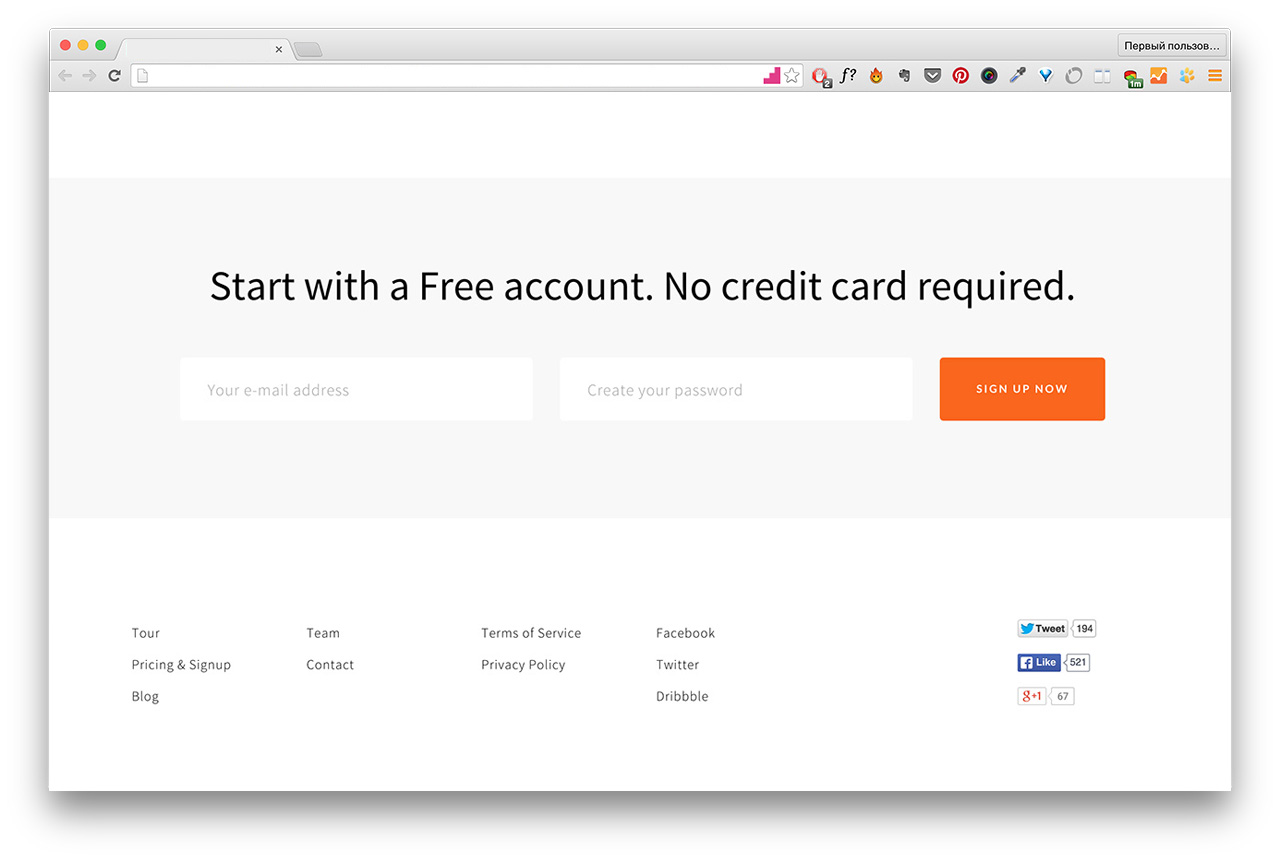 Первый пользов...
f?
2
1m
Start with a Free account. No credit card required.
Your e-mail address
Create your password
SIGN UP NOW
Tour
Team
Terms of Service
Facebook
Tweet 194
Pricing & Signup
Contact
Privacy Policy
Twitter
Like 521
Blog
Dribbble
g+1 67